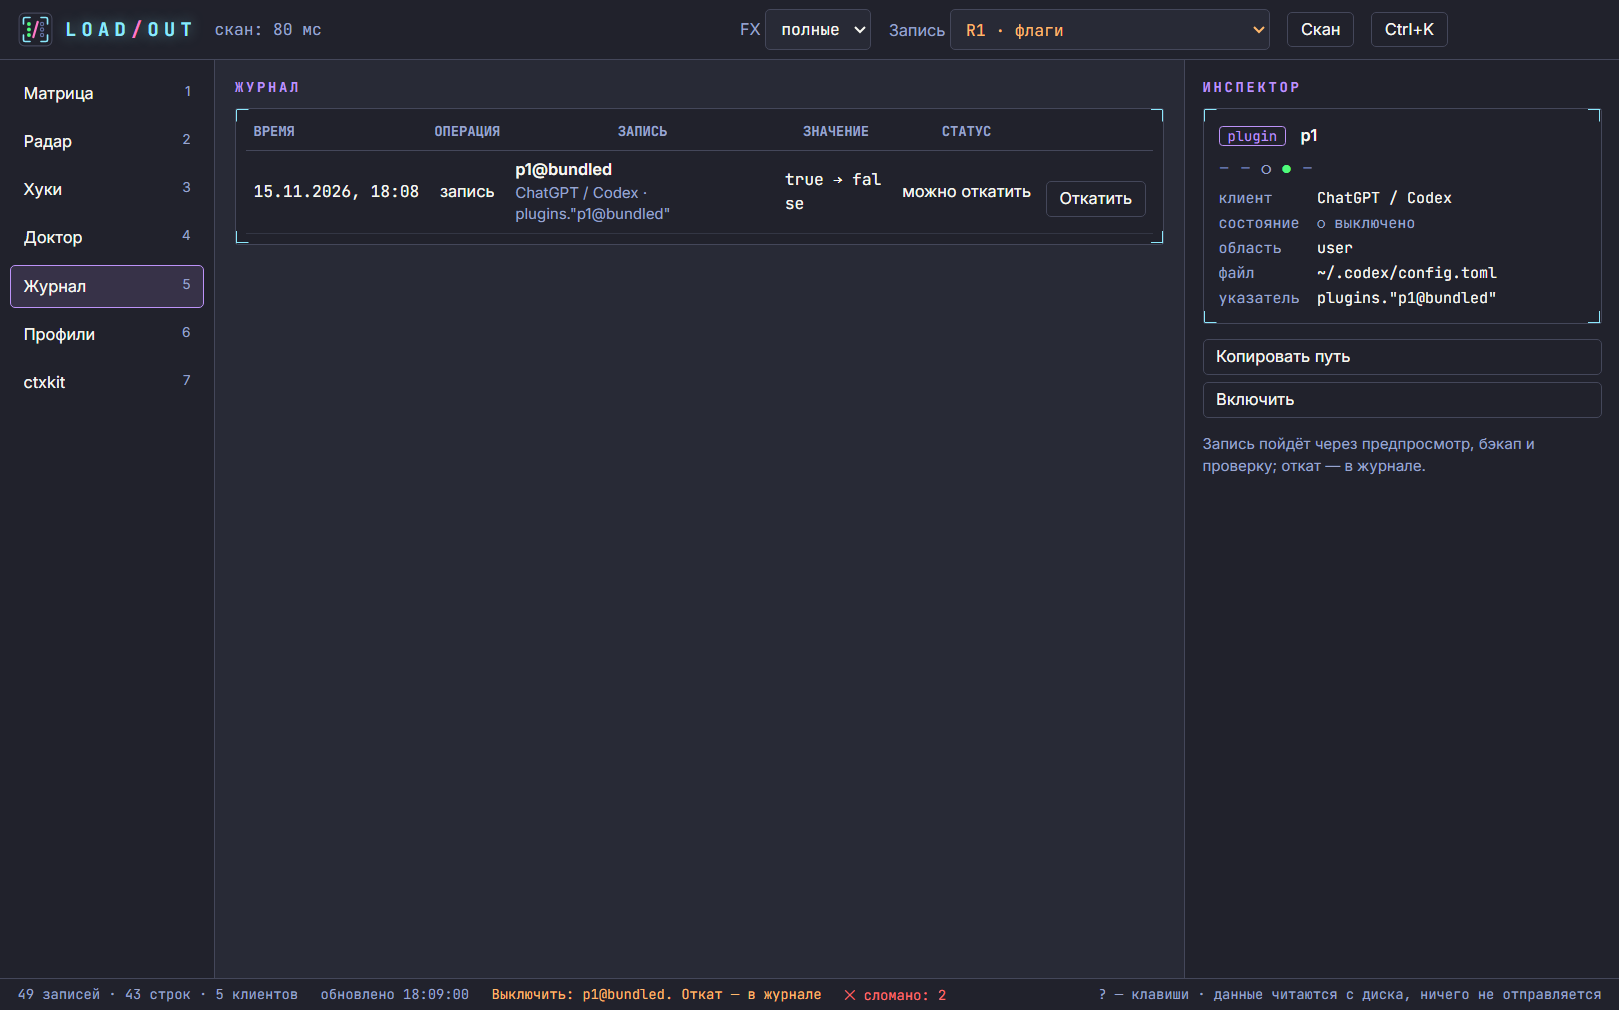 LOAD/OUT скан: 80 мс FX полные Запись R1 · флаги Скан Ctrl+K
Матрица 1
Радар 2
Хуки 3
Доктор 4
Журнал 5
Профили 6
ctxkit 7
ЖУРНАЛ
ВРЕМЯ ОПЕРАЦИЯ ЗАПИСЬ ЗНАЧЕНИЕ СТАТУС
15.11.2026, 18:08 запись
p1@bundled
ChatGPT / Codex ·
plugins."p1@bundled"
true → fal
se
можно откатить Откатить
ИНСПЕКТОР
plugin p1
— — ○ ● —
клиент ChatGPT / Codex
состояние ○ выключено
область user
файл ~/.codex/config.toml
указатель plugins."p1@bundled"
Копировать путь
Включить
Запись пойдёт через предпросмотр, бэкап и
проверку; откат — в журнале.
49 записей · 43 строк · 5 клиентов обновлено 18:09:00 Выключить: p1@bundled. Откат — в журнале ✕ сломано: 2 ? — клавиши · данные читаются с диска, ничего не отправляется